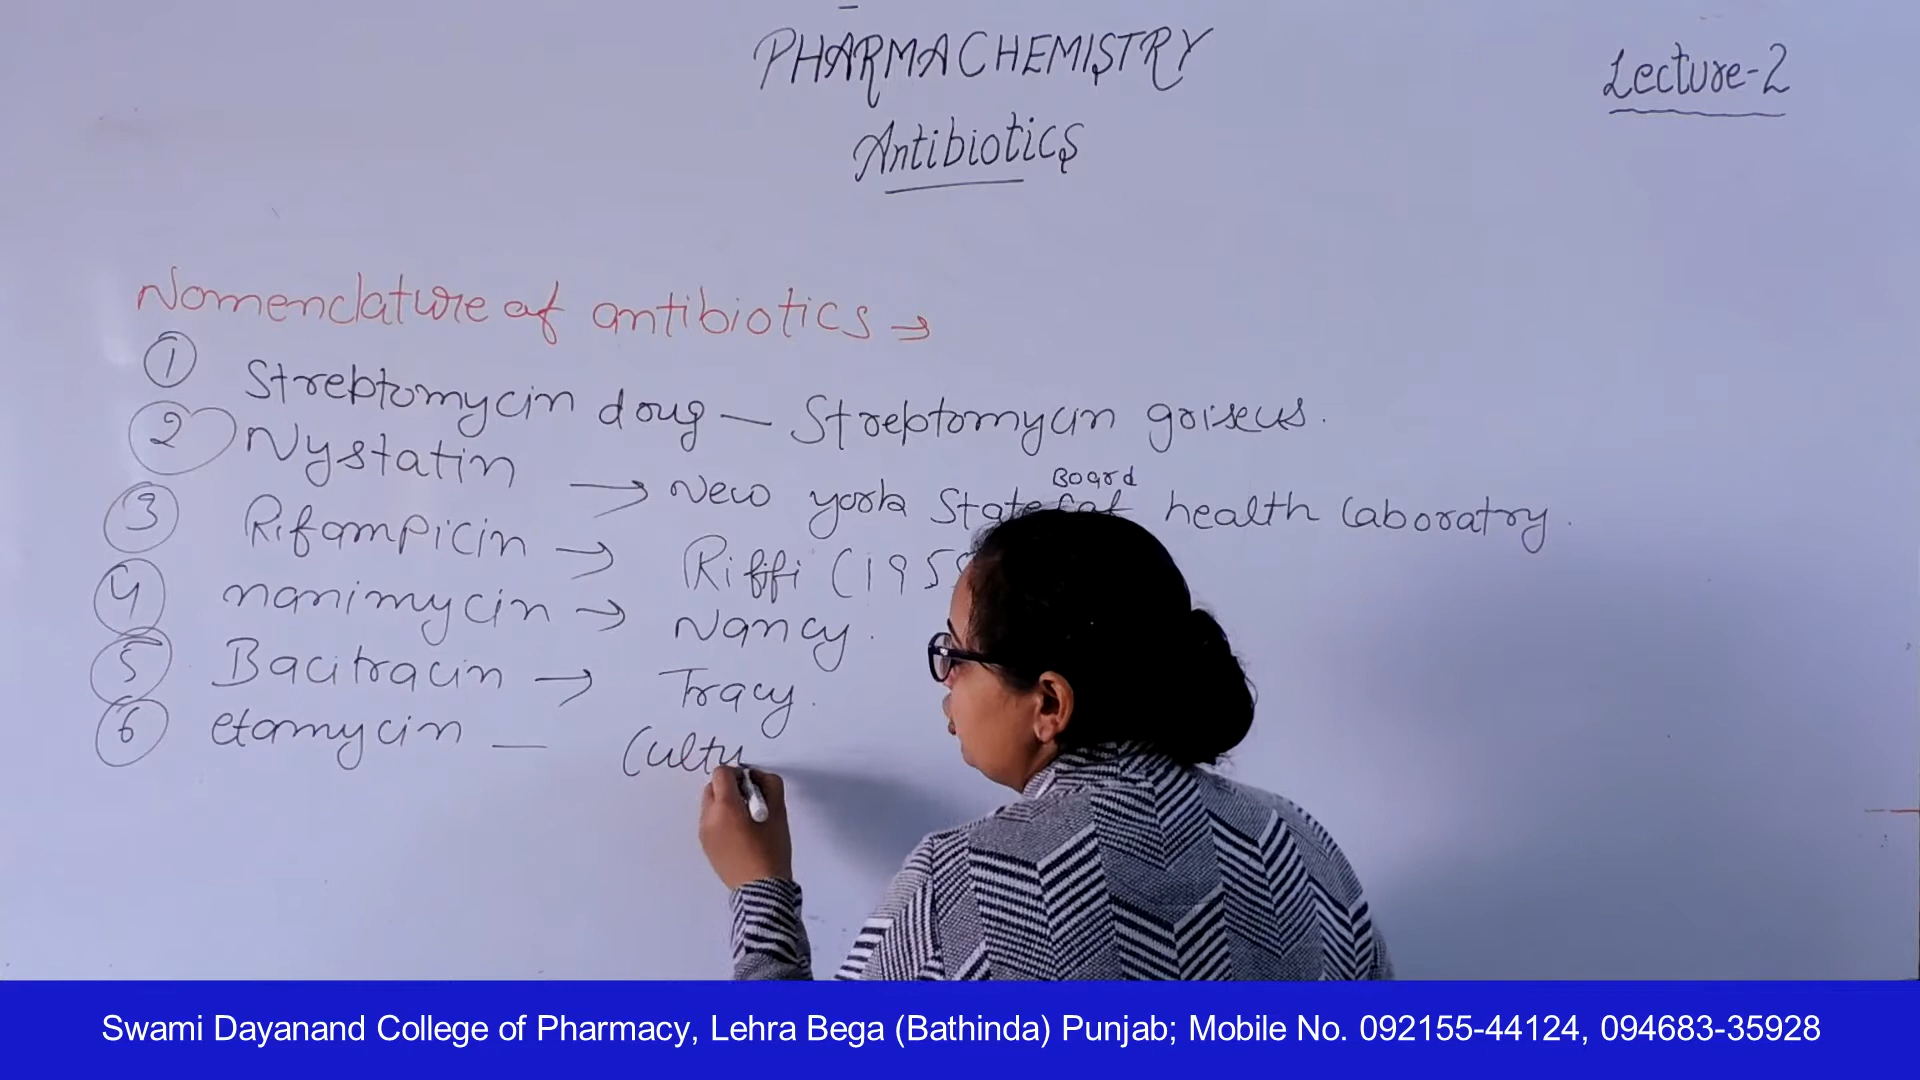 PHARMACHEMISTRY
Lecture-2
Antibiotics
Nomenclature of antibiotics →
1 Streptomycin drug — Streptomycin griseus.
2 Nystatin → New york State Board health laboratry.
3 Rifampicin → Riffi (195
4 nanimycin → Nancy.
5 Bacitracin → Tracy.
6 etamycin — Cultu
Swami Dayanand College of Pharmacy, Lehra Bega (Bathinda) Punjab; Mobile No. 092155-44124, 094683-35928